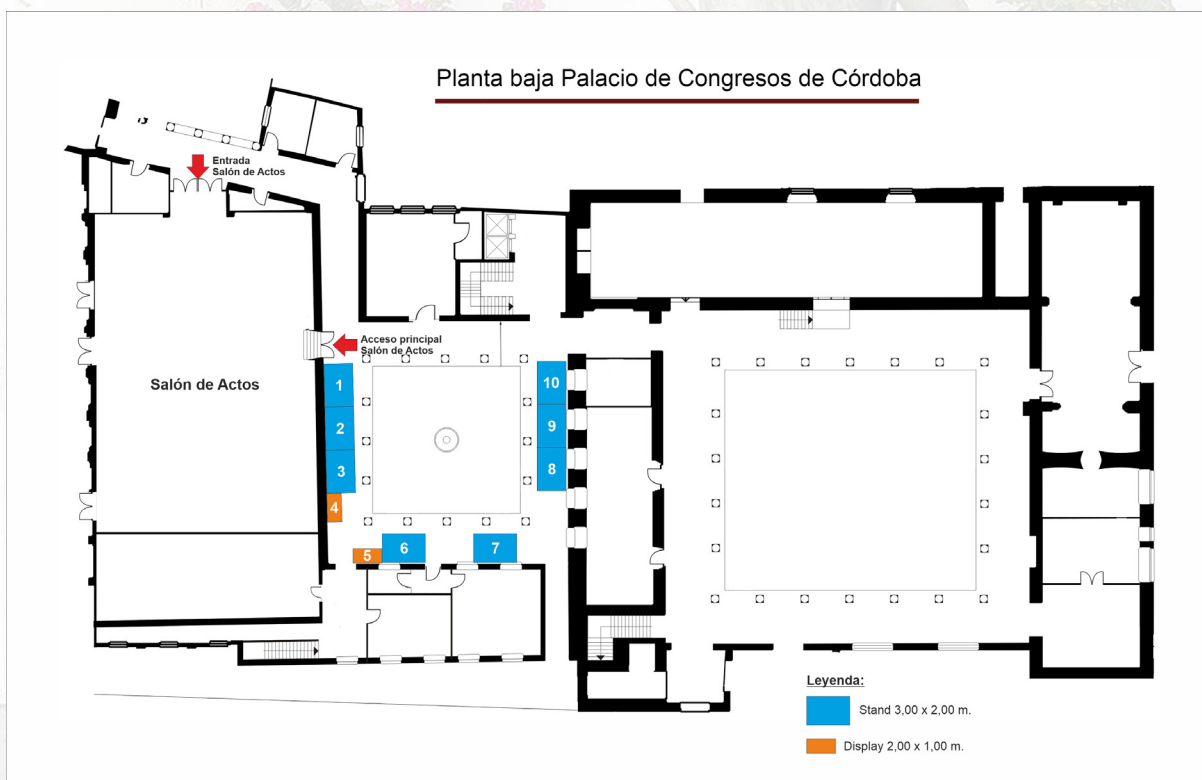 Planta baja Palacio de Congresos de Córdoba
Entrada
Salón de Actos
Acceso principal
Salón de Actos
Salón de Actos
1
2
3
4
5
6
7
8
9
10
Leyenda:
Stand 3,00 x 2,00 m.
Display 2,00 x 1,00 m.